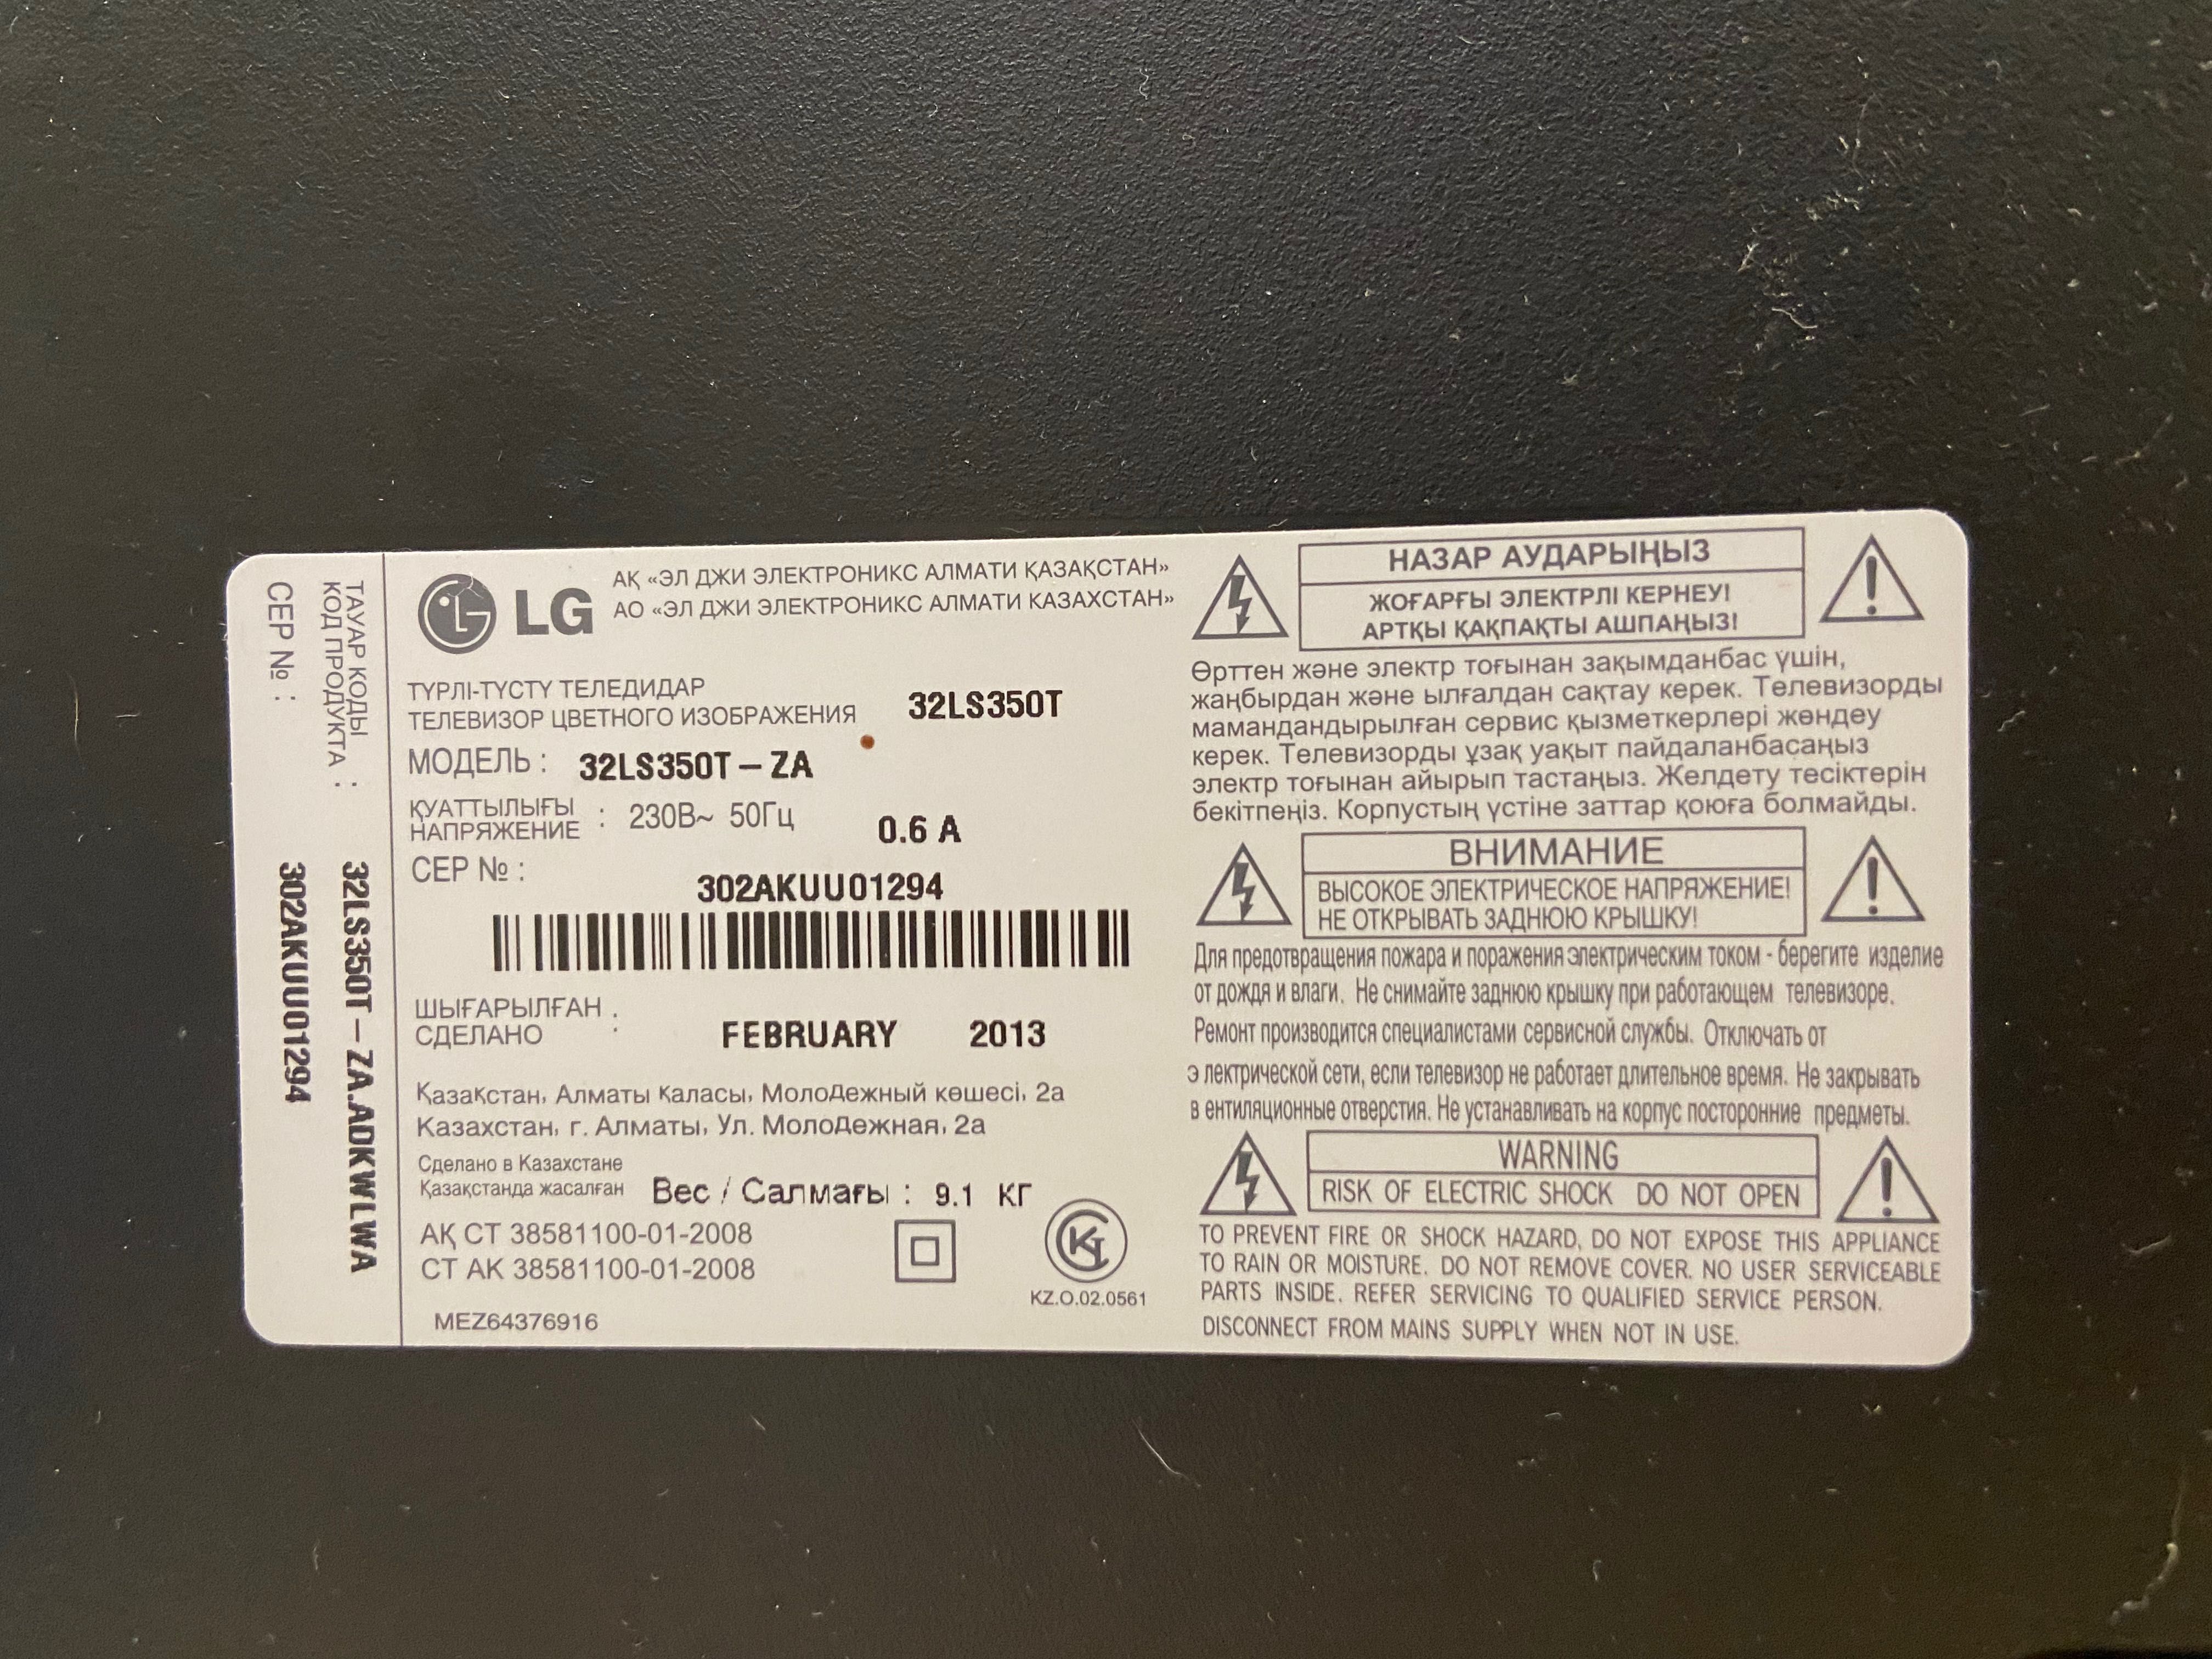 ТАУАР КОДЫ
КОД ПРОДУКТА : 32LS350T – ZA.ADKWLWA
СЕР № : 302AKUU01294
LG
АҚ «ЭЛ ДЖИ ЭЛЕКТРОНИКС АЛМАТИ ҚАЗАҚСТАН»
АО «ЭЛ ДЖИ ЭЛЕКТРОНИКС АЛМАТИ КАЗАХСТАН»
ТҮРЛІ-ТҮСТҮ ТЕЛЕДИДАР
ТЕЛЕВИЗОР ЦВЕТНОГО ИЗОБРАЖЕНИЯ
32LS350T
МОДЕЛЬ : 32LS350T – ZA
ҚУАТТЫЛЫҒЫ
НАПРЯЖЕНИЕ : 230В~ 50Гц 0.6 A
СЕР № :
302AKUU01294
ШЫҒАРЫЛҒАН :
СДЕЛАНО : FEBRUARY 2013
Қазақстан, Алматы Қаласы, МолоДежный көшесі, 2а
Казахстан, г. Алматы, Ул. МолоДежная, 2а
Сделано в Казахстане
Қазақстанда жасалған
Вес / Салмағы : 9.1 КГ
АҚ СТ 38581100-01-2008
СТ АК 38581100-01-2008
KZ.O.02.0561
MEZ64376916
НАЗАР АУДАРЫҢЫЗ
ЖОҒАРҒЫ ЭЛЕКТРЛІ КЕРНЕУ!
АРТҚЫ ҚАҚПАҚТЫ АШПАҢЫЗ!
Өрттен және электр тоғынан зақымданбас үшін,
жаңбырдан және ылғалдан сақтау керек. Телевизорды
мамандандырылған сервис қызметкерлері жөндеу
керек. Телевизорды ұзақ уақыт пайдаланбасаңыз
электр тоғынан айырып тастаңыз. Желдету тесіктерін
бекітпеңіз. Корпустың үстіне заттар қоюға болмайды.
ВНИМАНИЕ
ВЫСОКОЕ ЭЛЕКТРИЧЕСКОЕ НАПРЯЖЕНИЕ!
НЕ ОТКРЫВАТЬ ЗАДНЮЮ КРЫШКУ!
Для предотвращения пожара и поражения электрическим током - берегите изделие
от дождя и влаги. Не снимайте заднюю крышку при работающем телевизоре.
Ремонт производится специалистами сервисной службы. Отключать от
э лектрической сети, если телевизор не работает длительное время. Не закрывать
в ентиляционные отверстия. Не устанавливать на корпус посторонние предметы.
WARNING
RISK OF ELECTRIC SHOCK DO NOT OPEN
TO PREVENT FIRE OR SHOCK HAZARD, DO NOT EXPOSE THIS APPLIANCE
TO RAIN OR MOISTURE. DO NOT REMOVE COVER. NO USER SERVICEABLE
PARTS INSIDE. REFER SERVICING TO QUALIFIED SERVICE PERSON.
DISCONNECT FROM MAINS SUPPLY WHEN NOT IN USE.